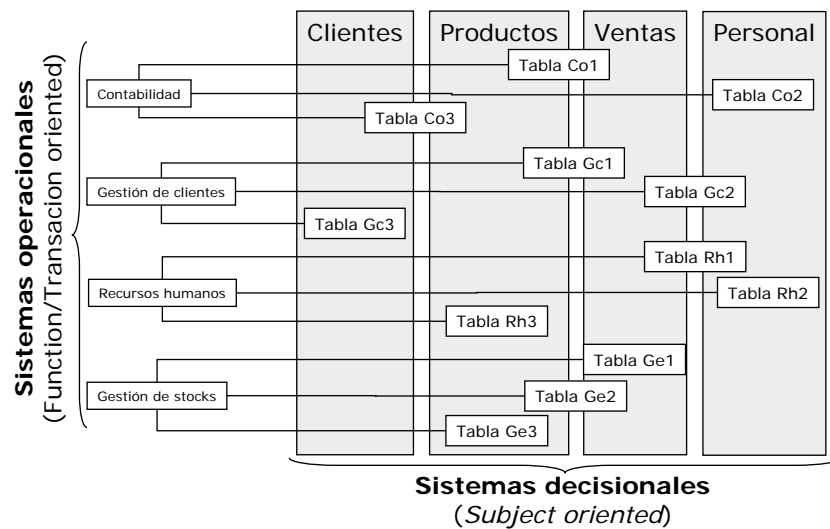 Clientes
Productos
Ventas
Personal
Tabla Co1
Contabilidad
Tabla Co2
Tabla Co3
Tabla Gc1
Gestión de clientes
Tabla Gc2
Tabla Gc3
Tabla Rh1
Recursos humanos
Tabla Rh2
Tabla Rh3
Tabla Ge1
Gestión de stocks
Tabla Ge2
Tabla Ge3
Sistemas operacionales
(Function/Transacion oriented)
Sistemas decisionales
(Subject oriented)